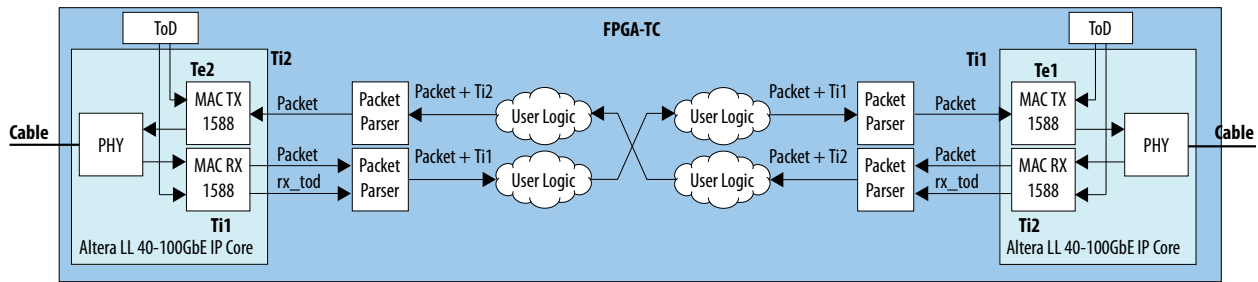 FPGA-TC
ToD
ToD
Ti2
Ti1
Te2
Te1
MAC TX
1588
Packet
Packet
Parser
Packet + Ti2
User Logic
User Logic
Packet + Ti1
Packet
Parser
Packet
MAC TX
1588
Cable
PHY
PHY
Cable
MAC RX
1588
Packet
rx_tod
Packet
Parser
Packet + Ti1
User Logic
User Logic
Packet + Ti2
Packet
Parser
Packet
rx_tod
MAC RX
1588
Ti1
Ti2
Altera LL 40-100GbE IP Core
Altera LL 40-100GbE IP Core